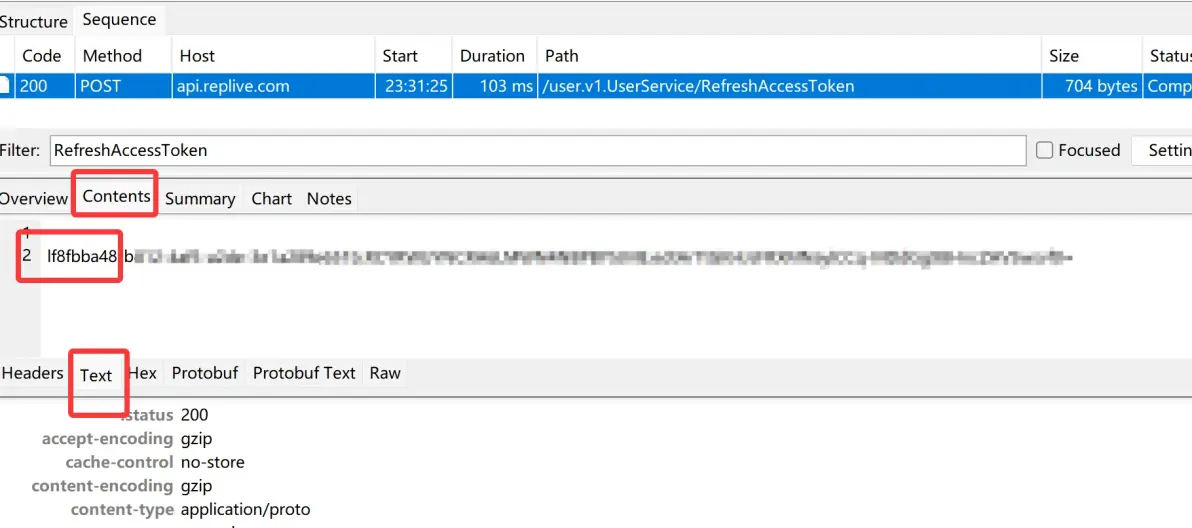 Structure Sequence
Code Method Host Start Duration Path Size Status
200 POST api.replive.com 23:31:25 103 ms /user.v1.UserService/RefreshAccessToken 704 bytes Comp
Filter: RefreshAccessToken Focused Settin
Overview Contents Summary Chart Notes
1
2 lf8fbba48
Headers Text Hex Protobuf Protobuf Text Raw
:status 200
accept-encoding gzip
cache-control no-store
content-encoding gzip
content-type application/proto